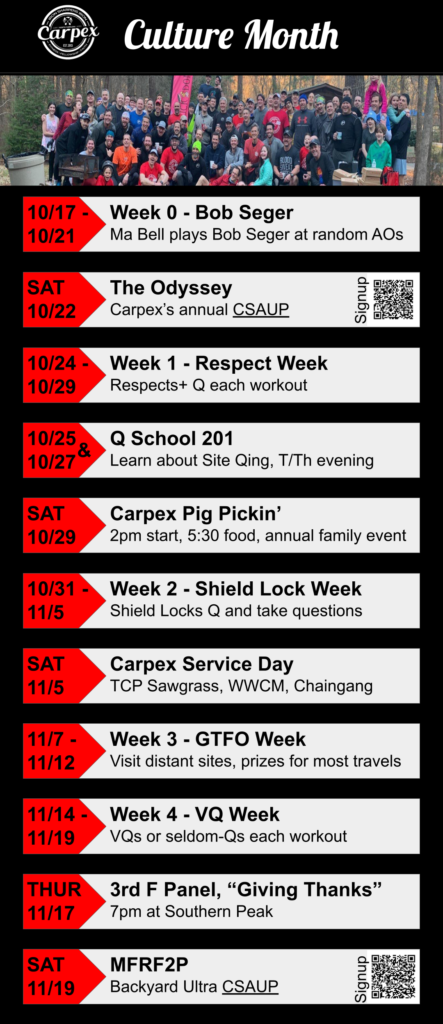 Carpex
EST. 2013
Culture Month
10/17 -
10/21
Week 0 - Bob Seger
Ma Bell plays Bob Seger at random AOs
SAT
10/22
The Odyssey
Carpex's annual CSAUP
Signup
10/24 -
10/29
Week 1 - Respect Week
Respects+ Q each workout
10/25
&
10/27
Q School 201
Learn about Site Qing, T/Th evening
SAT
10/29
Carpex Pig Pickin’
2pm start, 5:30 food, annual family event
10/31 -
11/5
Week 2 - Shield Lock Week
Shield Locks Q and take questions
SAT
11/5
Carpex Service Day
TCP Sawgrass, WWCM, Chaingang
11/7 -
11/12
Week 3 - GTFO Week
Visit distant sites, prizes for most travels
11/14 -
11/19
Week 4 - VQ Week
VQs or seldom-Qs each workout
THUR
11/17
3rd F Panel, “Giving Thanks”
7pm at Southern Peak
SAT
11/19
MFRF2P
Backyard Ultra CSAUP
Signup